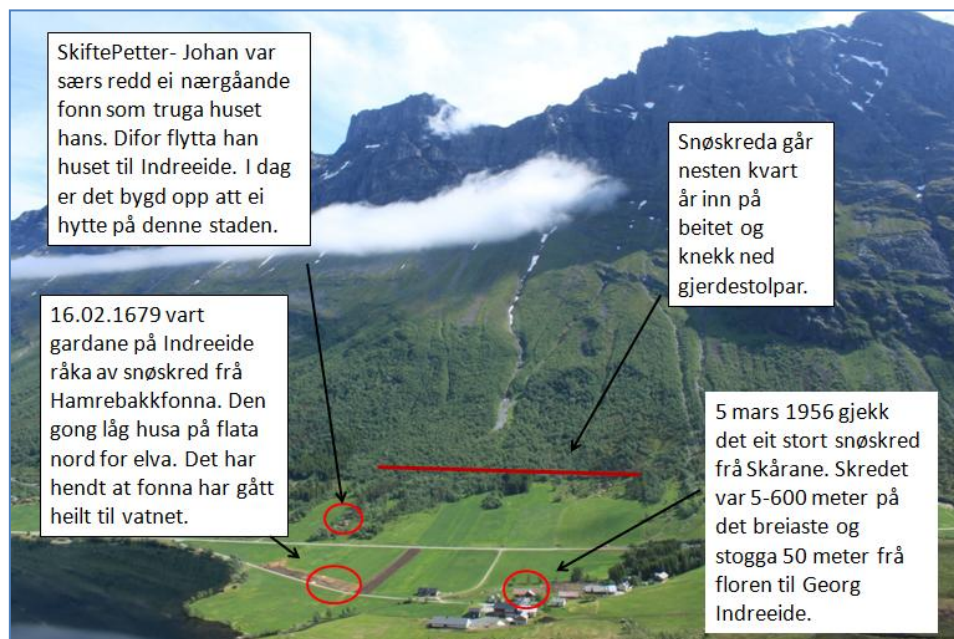 SkiftePetter- Johan var
særs redd ei nærgåande
fonn som truga huset
hans. Difor flytta han
huset til Indreeide. I dag
er det bygd opp att ei
hytte på denne staden.
Snøskreda går
nesten kvart
år inn på
beitet og
knekk ned
gjerdestolpar.
16.02.1679 vart
gardane på Indreeide
råka av snøskred frå
Hamrebakkfonna. Den
gong låg husa på flata
nord for elva. Det har
hendt at fonna har gått
heilt til vatnet.
5 mars 1956 gjekk
det eit stort snøskred
frå Skårane. Skredet
var 5-600 meter på
det breiaste og
stogga 50 meter frå
floren til Georg
Indreeide.